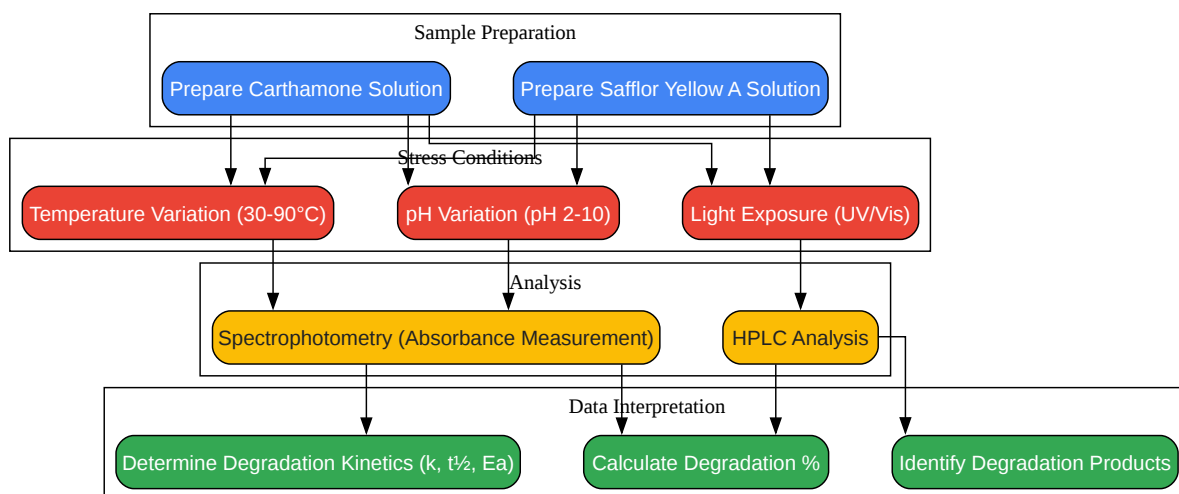 Sample Preparation
Prepare Carthamone Solution
Prepare Safflor Yellow A Solution
Stress Conditions
Temperature Variation (30-90°C)
pH Variation (pH 2-10)
Light Exposure (UV/Vis)
Analysis
Spectrophotometry (Absorbance Measurement)
HPLC Analysis
Data Interpretation
Determine Degradation Kinetics (k, t½, Ea)
Calculate Degradation %
Identify Degradation Products